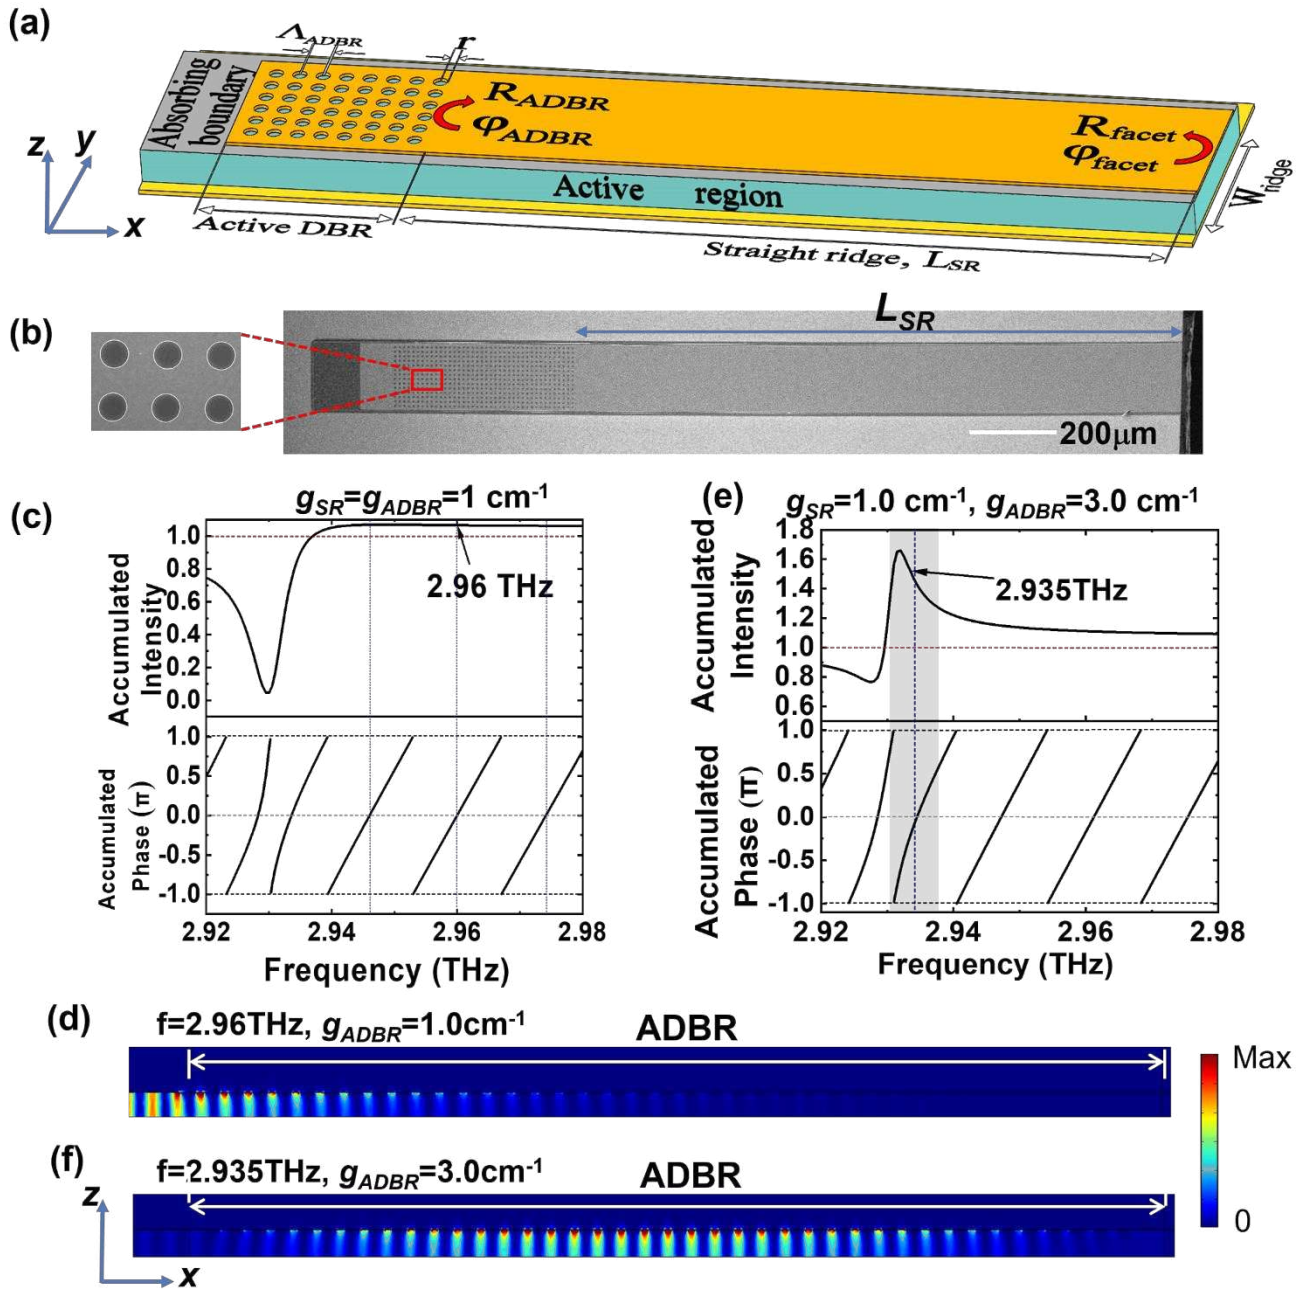 (a)
Λ_ADBR
r
Absorbing
boundary
R_ADBR
φ_ADBR
R_facet
φ_facet
W_ridge
z
y
x
Active region
Active DBR
Straight ridge, L_SR
(b)
L_SR
200μm
(c)
g_SR=g_ADBR=1 cm⁻¹
Accumulated
Intensity
1.0
0.8
0.6
0.4
0.2
0.0
2.96 THz
Accumulated
Phase (π)
1.0
0.5
0.0
-0.5
-1.0
2.92
2.94
2.96
2.98
Frequency (THz)
(e)
g_SR=1.0 cm⁻¹, g_ADBR=3.0 cm⁻¹
Accumulated
Intensity
1.8
1.6
1.4
1.2
1.0
0.8
0.6
2.935THz
Accumulated
Phase (π)
1.0
0.5
0.0
-0.5
-1.0
2.92
2.94
2.96
2.98
Frequency (THz)
(d)
f=2.96THz, g_ADBR=1.0cm⁻¹
ADBR
Max
0
(f)
f=2.935THz, g_ADBR=3.0cm⁻¹
ADBR
z
x